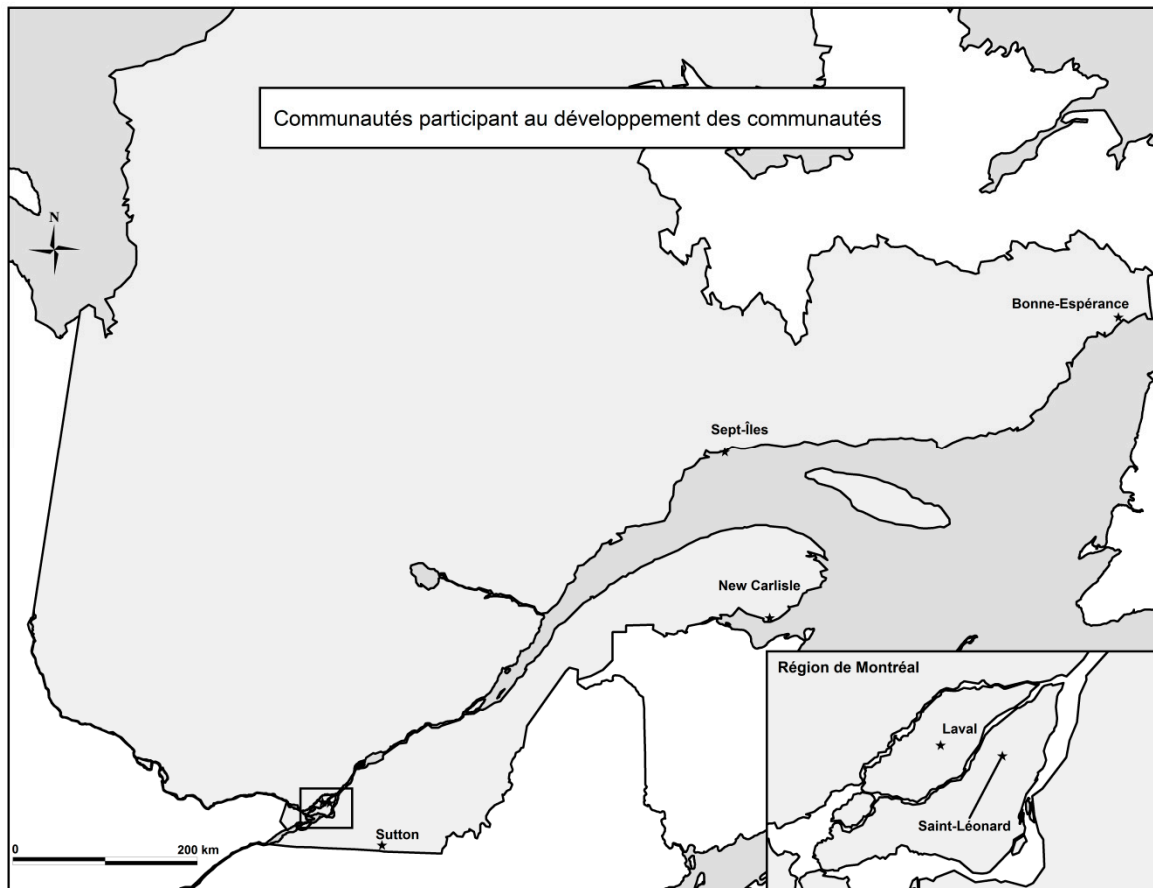 Communautés participant au développement des communautés
N
Bonne-Espérance
Sept-Îles
New Carlisle
Région de Montréal
Laval
Saint-Léonard
Sutton
0 200 km